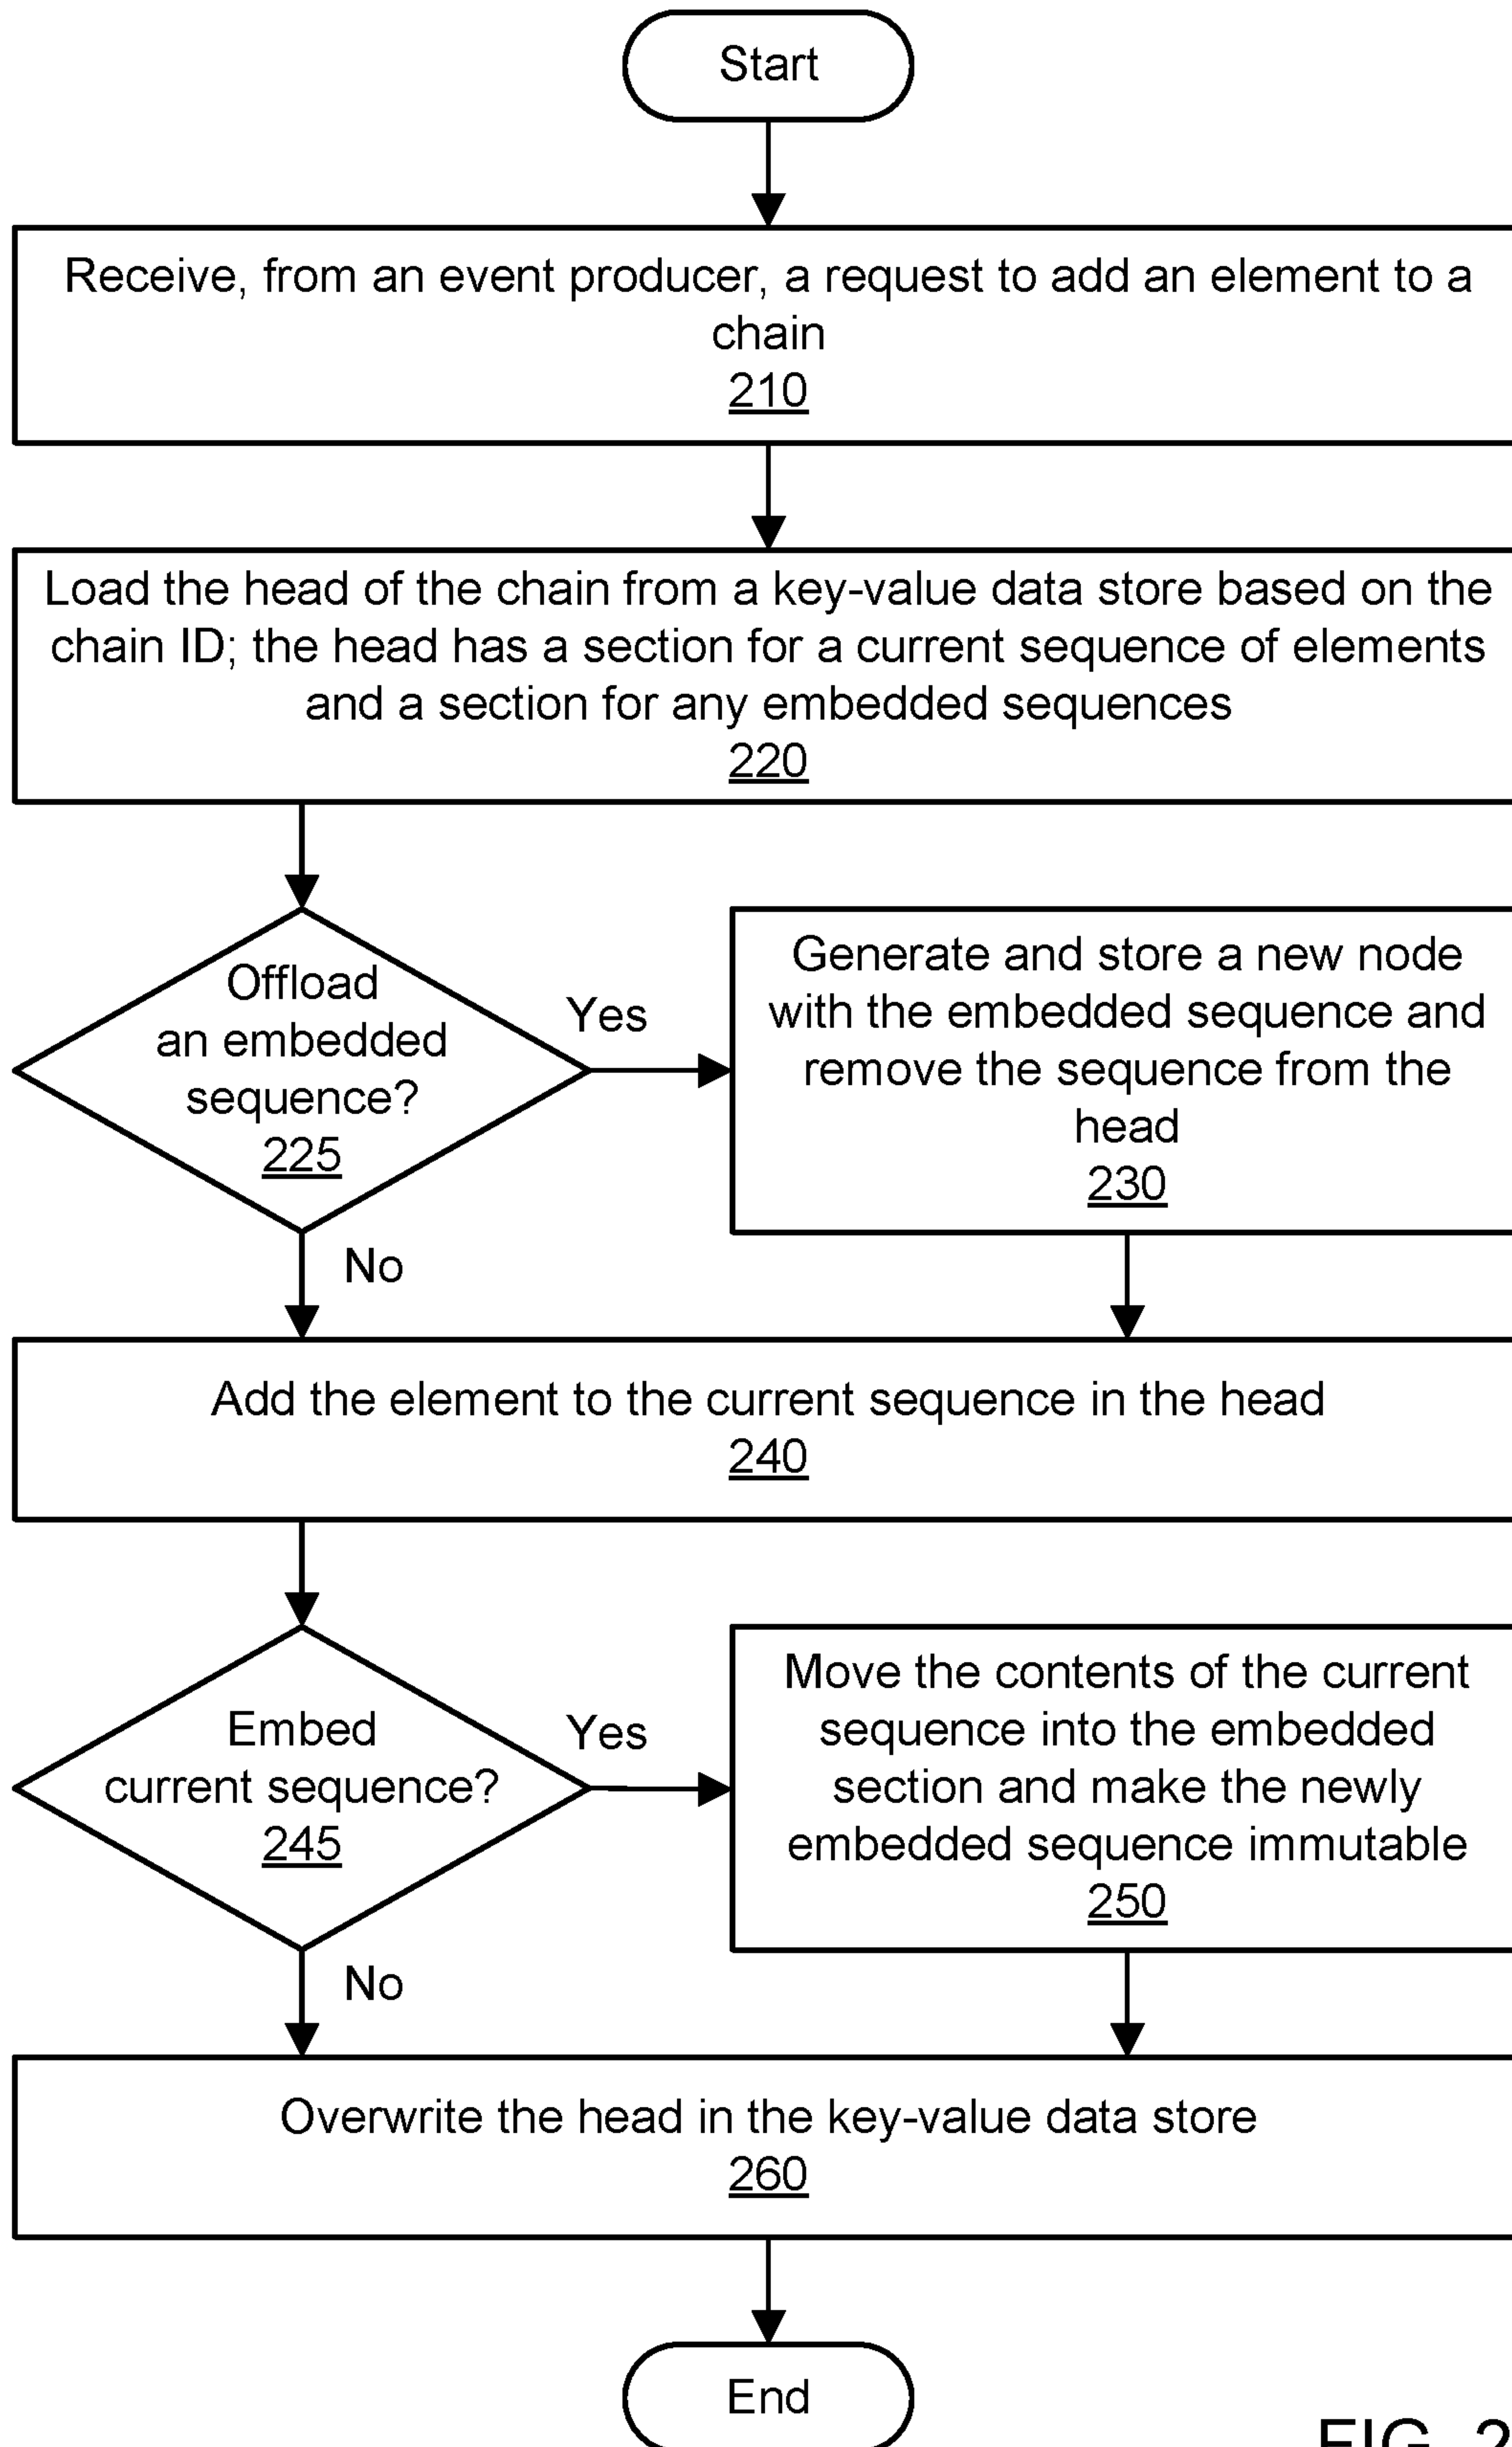 Start
Receive, from an event producer, a request to add an element to a
chain
210
Load the head of the chain from a key-value data store based on the
chain ID; the head has a section for a current sequence of elements
and a section for any embedded sequences
220
Offload
an embedded
sequence?
225
Yes
No
Generate and store a new node
with the embedded sequence and
remove the sequence from the
head
230
Add the element to the current sequence in the head
240
Embed
current sequence?
245
Yes
No
Move the contents of the current
sequence into the embedded
section and make the newly
embedded sequence immutable
250
Overwrite the head in the key-value data store
260
End
FIG. 2